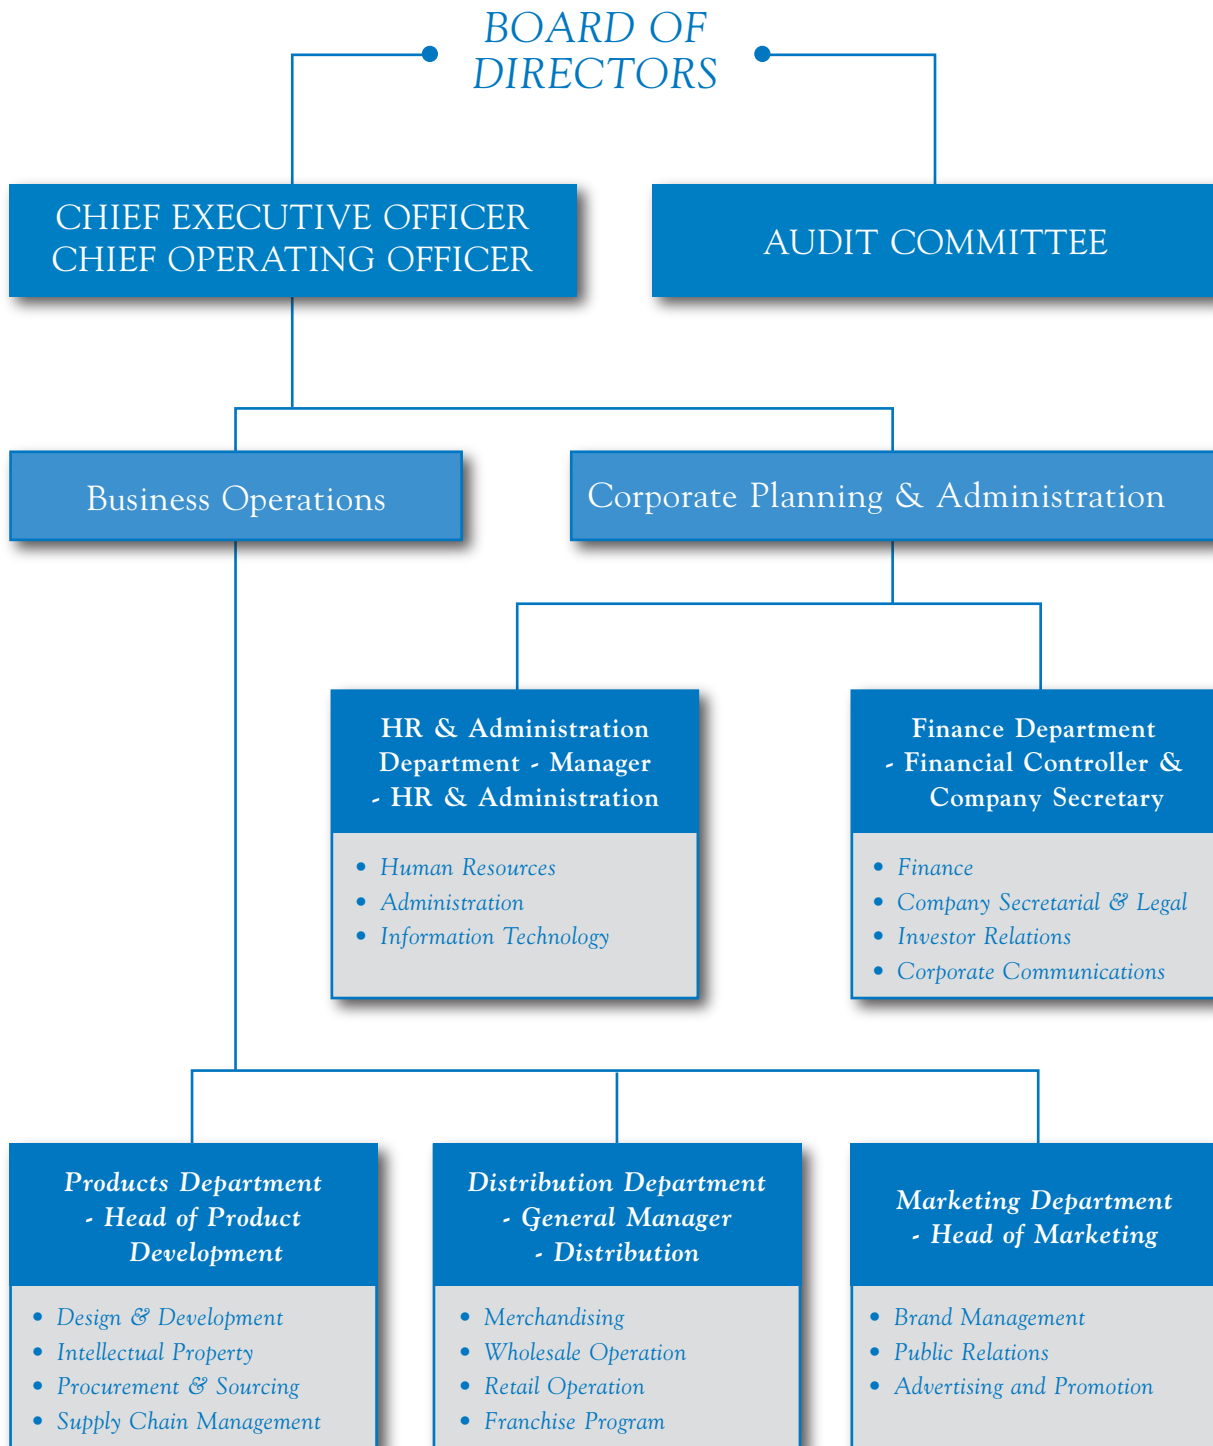 BOARD OF
DIRECTORS
CHIEF EXECUTIVE OFFICER
CHIEF OPERATING OFFICER
AUDIT COMMITTEE
Business Operations
Corporate Planning & Administration
HR & Administration
Department - Manager
- HR & Administration
• Human Resources
• Administration
• Information Technology
Finance Department
- Financial Controller &
Company Secretary
• Finance
• Company Secretarial & Legal
• Investor Relations
• Corporate Communications
Products Department
- Head of Product
Development
• Design & Development
• Intellectual Property
• Procurement & Sourcing
• Supply Chain Management
Distribution Department
- General Manager
- Distribution
• Merchandising
• Wholesale Operation
• Retail Operation
• Franchise Program
Marketing Department
- Head of Marketing
• Brand Management
• Public Relations
• Advertising and Promotion